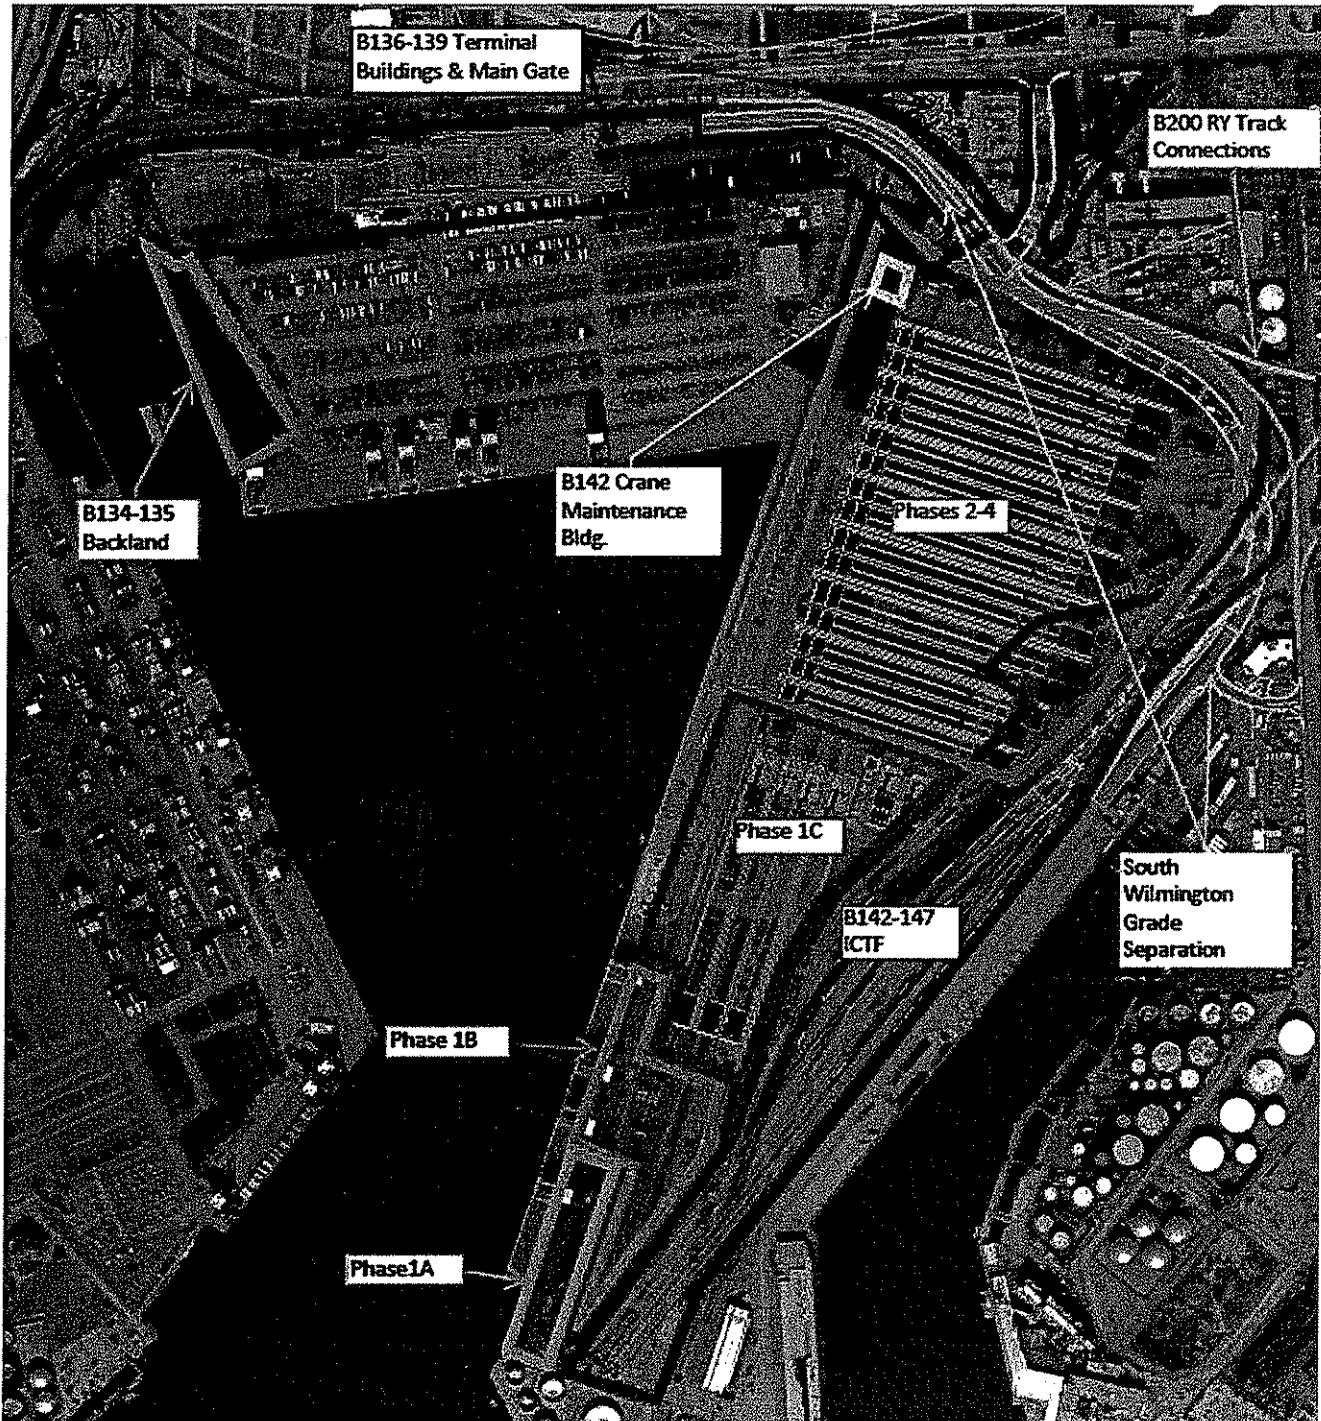 B136-139 Terminal
Buildings & Main Gate
B200 RY Track
Connections
B134-135
Backland
B142 Crane
Maintenance
Bldg.
Phases 2-4
Phase 1C
B142-147
ICTF
South
Wilmington
Grade
Separation
Phase 1B
Phase1A